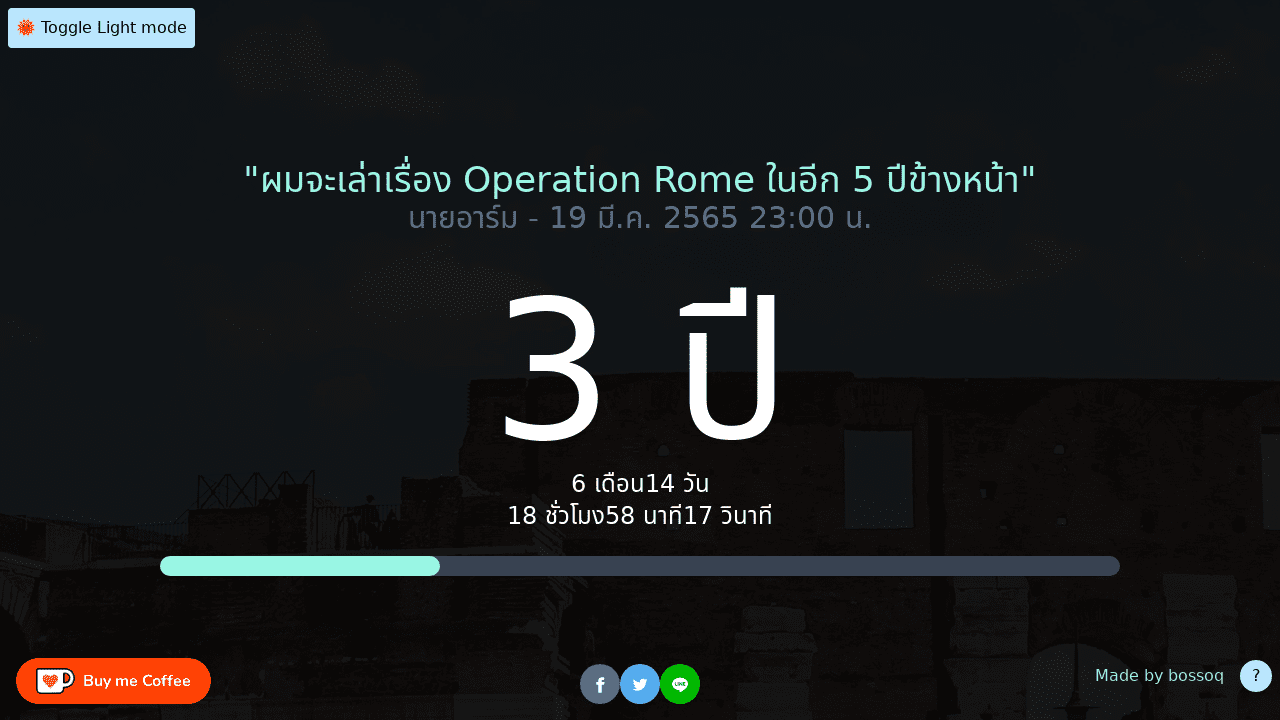 Toggle Light mode
"ผมจะเล่าเรื่อง Operation Rome ในอีก 5 ปีข้างหน้า"
นายอาร์ม - 19 มี.ค. 2565 23:00 น.
3 ปี
6 เดือน14 วัน
18 ชั่วโมง58 นาที17 วินาที
Buy me Coffee
LINE
Made by bossoq
?